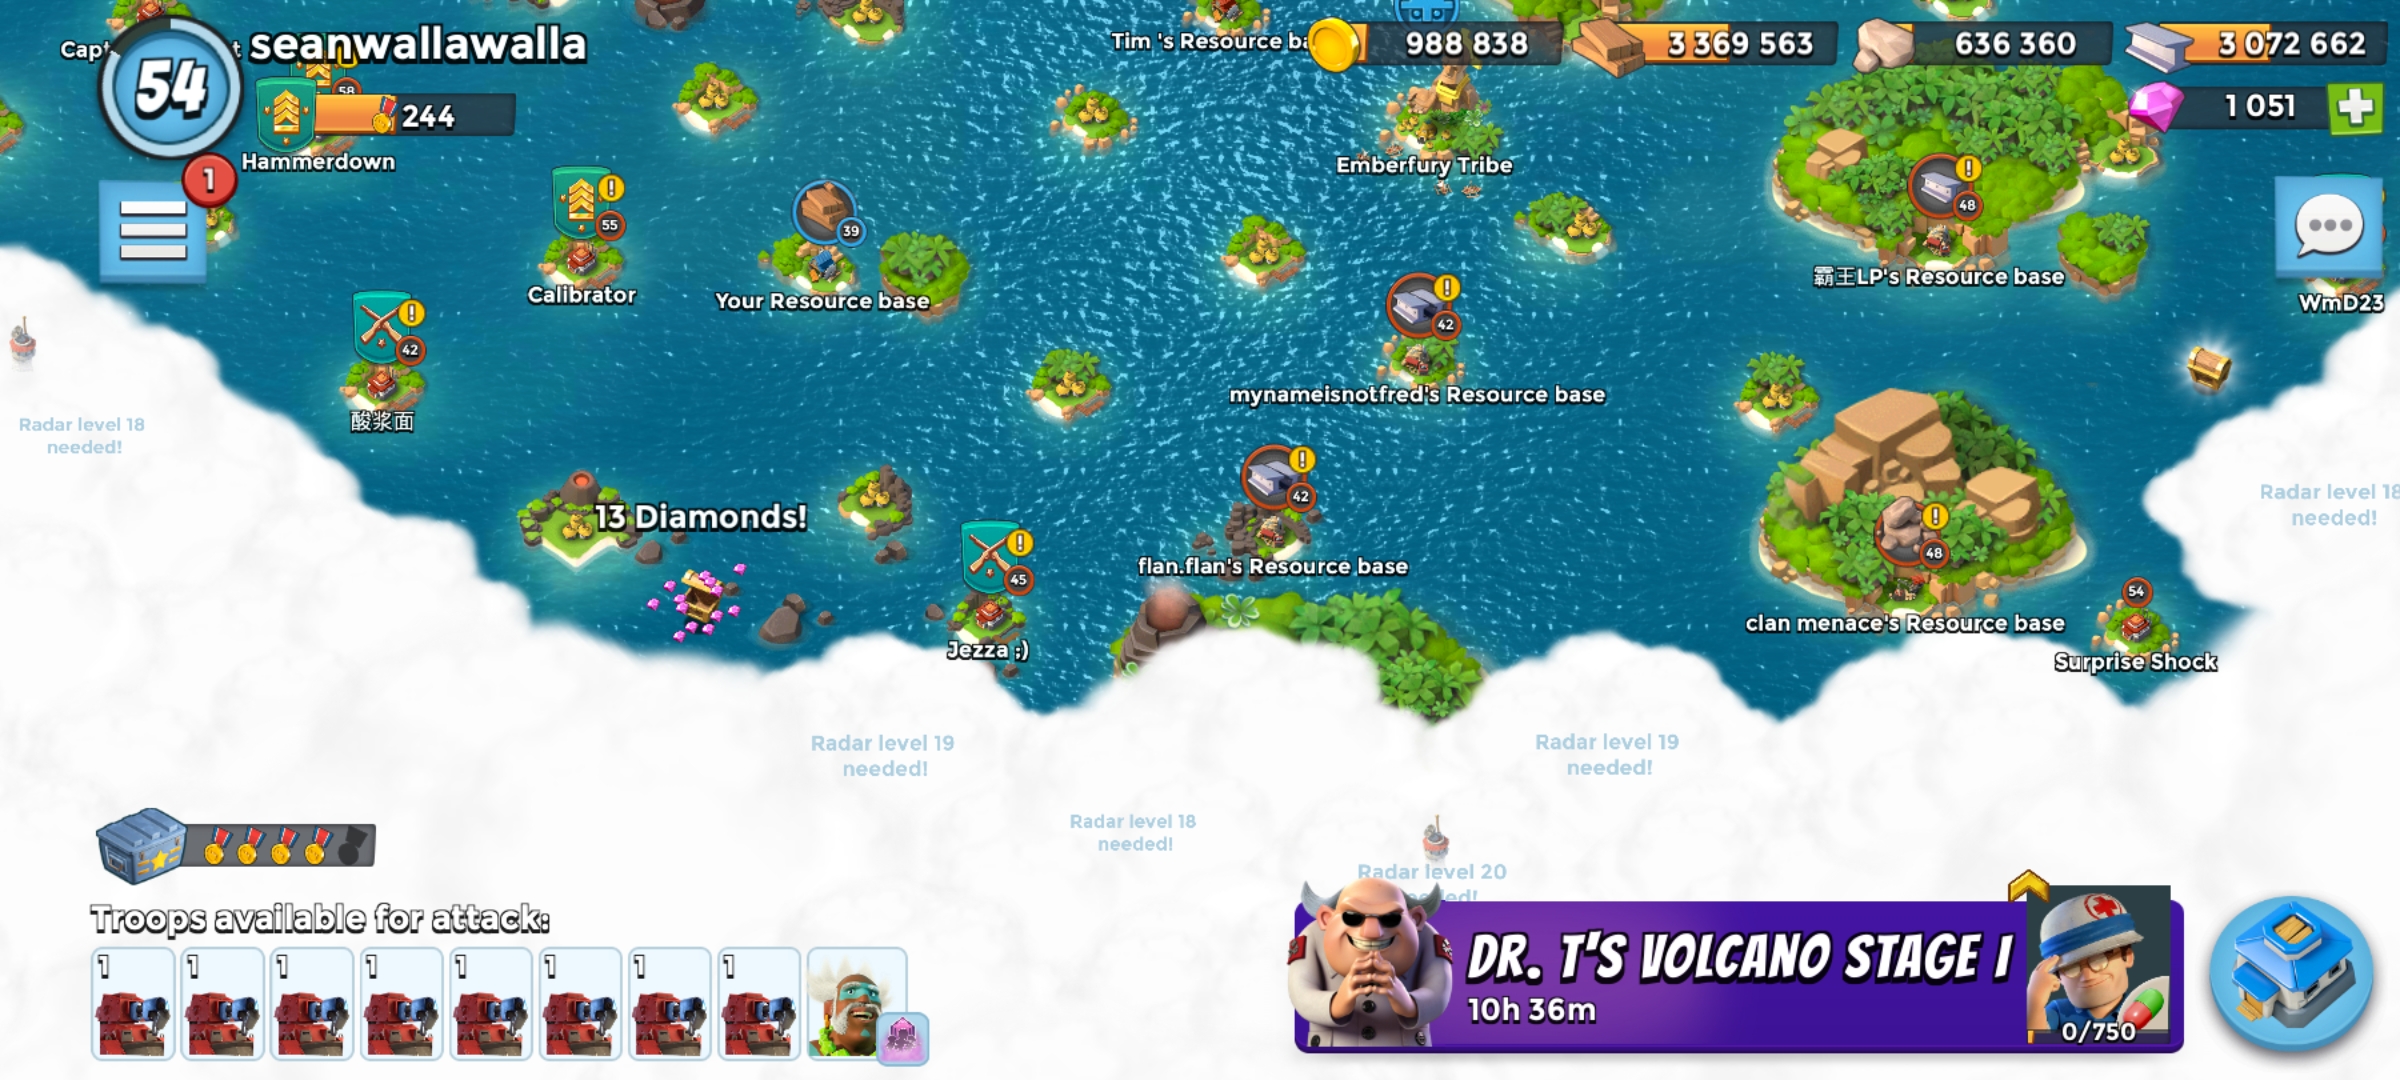 seanwallawalla
54
58
244
Hammerdown
1
Tim 's Resource
988 838
3 369 563
636 360
3 072 662
1 051
Emberfury Tribe
55
Calibrator
39
Your Resource base
48
霸王LP's Resource base
WmD23
42
酸浆面
42
mynameisnotfred's Resource base
Radar level 18
needed!
13 Diamonds!
42
flan.flan's Resource base
45
Jezza ;)
48
clan menace's Resource base
54
Surprise Shock
Radar level 18
needed!
Radar level 19
needed!
Radar level 19
needed!
Radar level 18
needed!
Radar level 20
Troops available for attack:
1
1
1
1
1
1
1
1
DR. T'S VOLCANO STAGE I
10h 36m
0/750